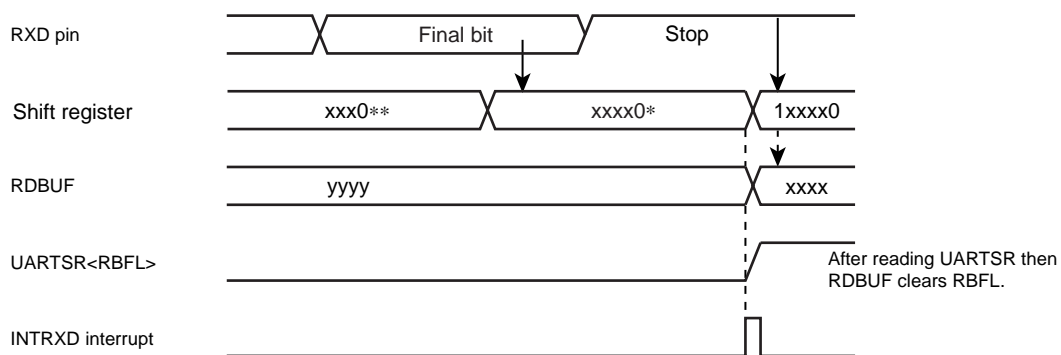 RXD pin Final bit Stop
Shift register xxx0** xxxx0* 1xxxx0
RDBUF yyyy xxxx
UARTSR<RBFL> After reading UARTSR then
RDBUF clears RBFL.
INTRXD interrupt